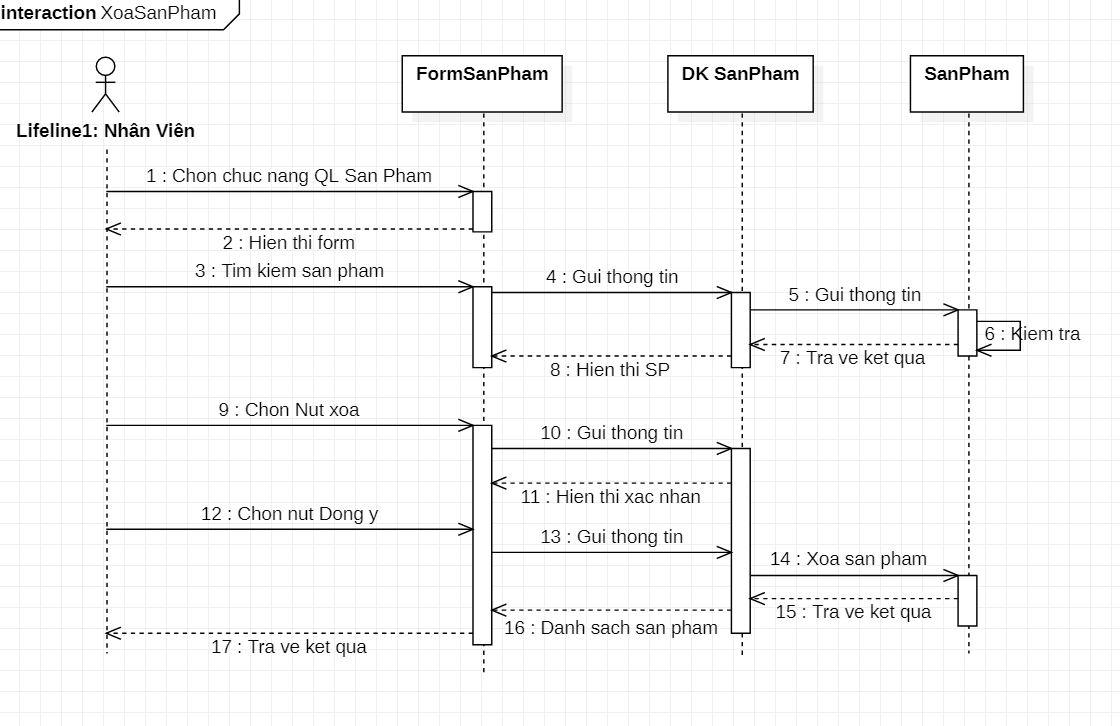 interaction XoaSanPham
FormSanPham
DK SanPham
SanPham
Lifeline1: Nhân Viên
1 : Chon chuc nang QL San Pham
2 : Hien thi form
3 : Tim kiem san pham
4 : Gui thong tin
5 : Gui thong tin
6 : Kiem tra
7 : Tra ve ket qua
8 : Hien thi SP
9 : Chon Nut xoa
10 : Gui thong tin
11 : Hien thi xac nhan
12 : Chon nut Dong y
13 : Gui thong tin
14 : Xoa san pham
15 : Tra ve ket qua
16 : Danh sach san pham
17 : Tra ve ket qua